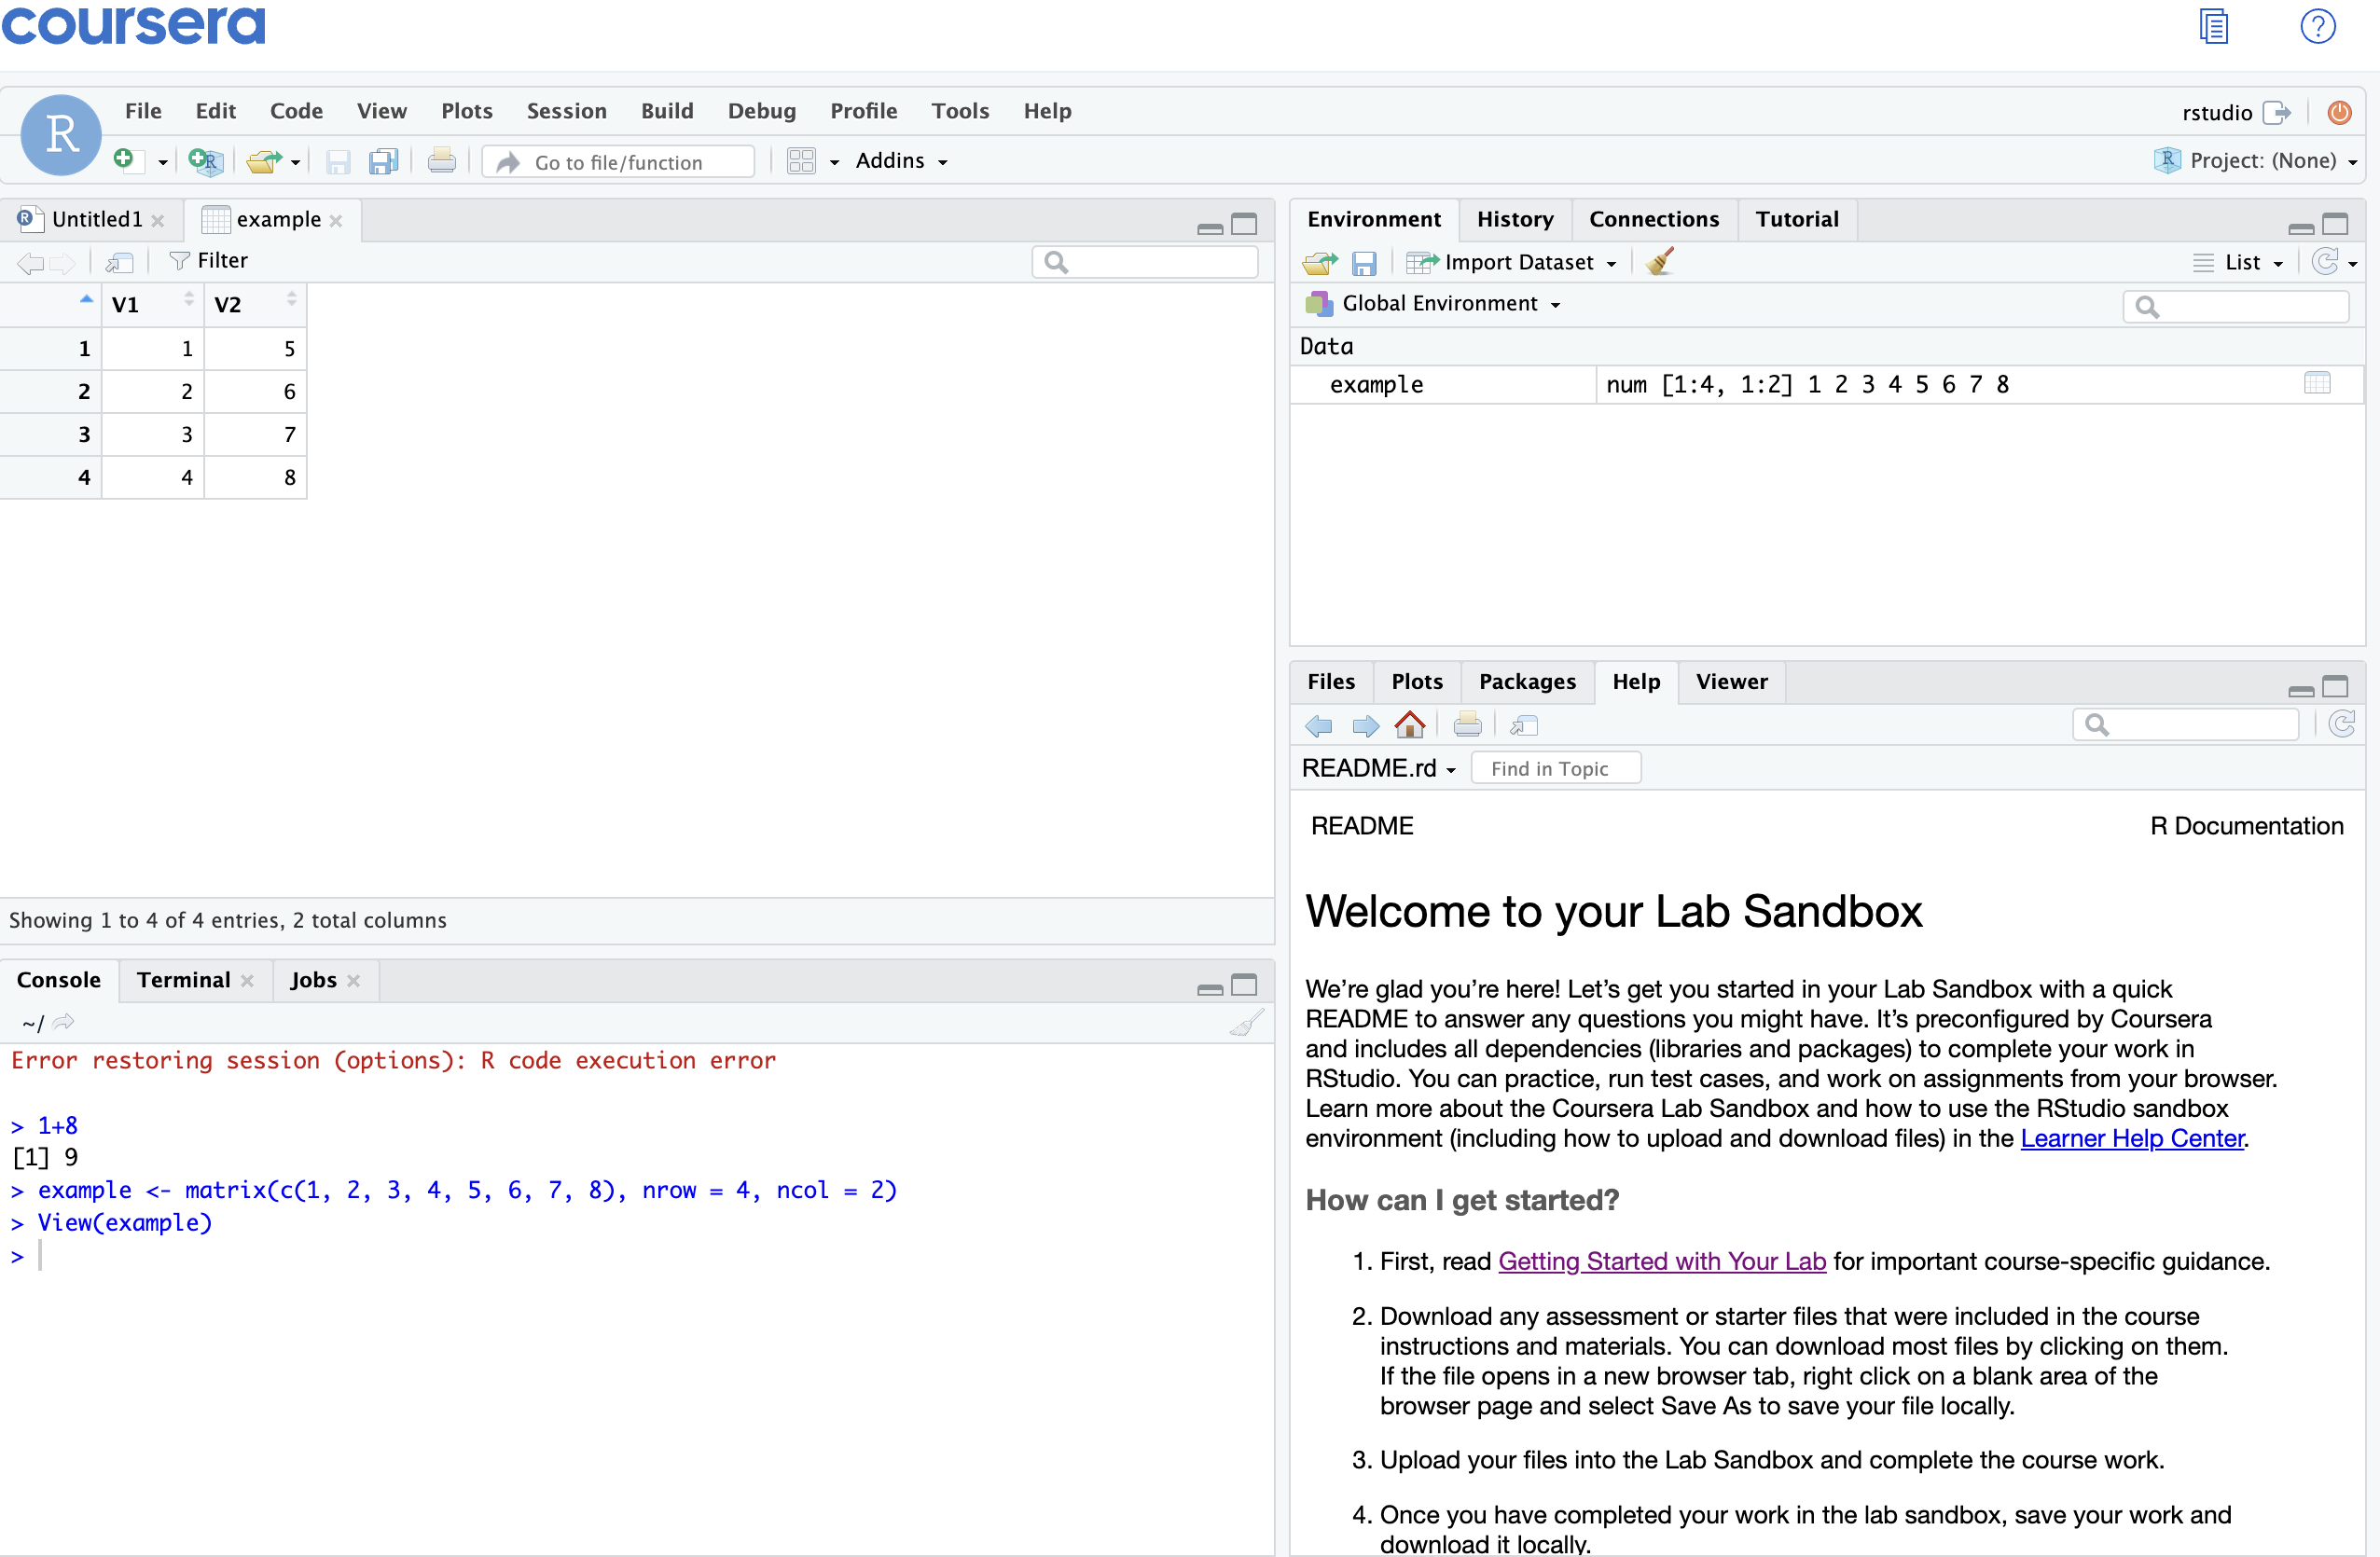 coursera
File Edit Code View Plots Session Build Debug Profile Tools Help
rstudio
Go to file/function
Addins
Project: (None)
Untitled1
example
Filter
V1 V2
1 1 5
2 2 6
3 3 7
4 4 8
Showing 1 to 4 of 4 entries, 2 total columns
Console Terminal Jobs
~/
Error restoring session (options): R code execution error
> 1+8
[1] 9
> example <- matrix(c(1, 2, 3, 4, 5, 6, 7, 8), nrow = 4, ncol = 2)
> View(example)
>
Environment History Connections Tutorial
Import Dataset
List
Global Environment
Data
example num [1:4, 1:2] 1 2 3 4 5 6 7 8
Files Plots Packages Help Viewer
README.rd
Find in Topic
README R Documentation
Welcome to your Lab Sandbox
We’re glad you’re here! Let’s get you started in your Lab Sandbox with a quick
README to answer any questions you might have. It’s preconfigured by Coursera
and includes all dependencies (libraries and packages) to complete your work in
RStudio. You can practice, run test cases, and work on assignments from your browser.
Learn more about the Coursera Lab Sandbox and how to use the RStudio sandbox
environment (including how to upload and download files) in the Learner Help Center.
How can I get started?
1. First, read Getting Started with Your Lab for important course-specific guidance.
2. Download any assessment or starter files that were included in the course
instructions and materials. You can download most files by clicking on them.
If the file opens in a new browser tab, right click on a blank area of the
browser page and select Save As to save your file locally.
3. Upload your files into the Lab Sandbox and complete the course work.
4. Once you have completed your work in the lab sandbox, save your work and
download it locally.